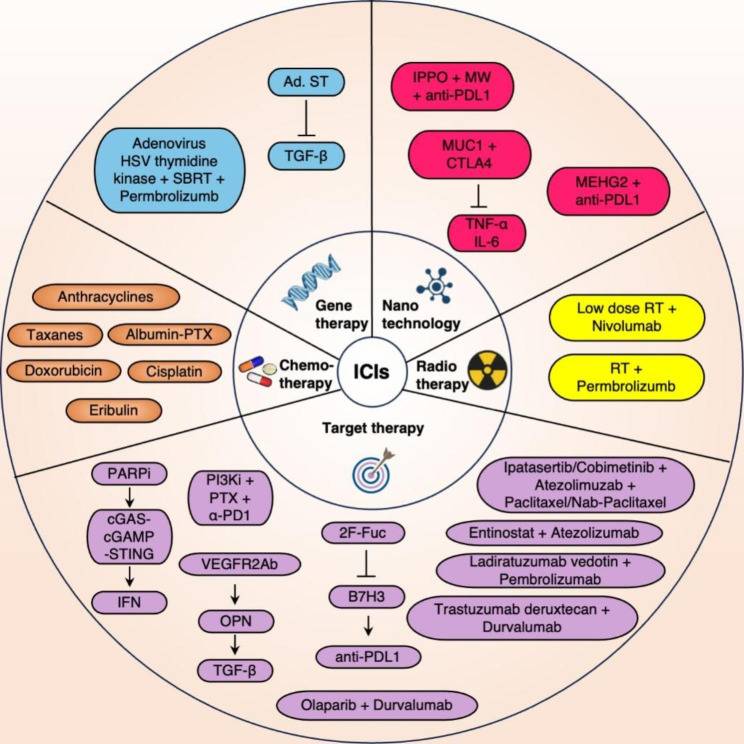 Ad. ST
TGF-β
Adenovirus
HSV thymidine
kinase + SBRT +
Permbrolizumb
IPPO + MW
+ anti-PDL1
MUC1 +
CTLA4
TNF-α
IL-6
MEHG2 +
anti-PDL1
Gene
therapy
Nano
technology
Chemo-
therapy
ICIs
Radio
therapy
Target therapy
Anthracyclines
Taxanes
Albumin-PTX
Doxorubicin
Cisplatin
Eribulin
Low dose RT +
Nivolumab
RT +
Permbrolizumb
PARPi
cGAS-
cGAMP
-STING
IFN
PI3Ki +
PTX +
α-PD1
VEGFR2Ab
OPN
TGF-β
2F-Fuc
B7H3
anti-PDL1
Ipatasertib/Cobimetinib +
Atezolimuzab +
Paclitaxel/Nab-Paclitaxel
Entinostat + Atezolizumab
Ladiratuzumab vedotin +
Pembrolizumab
Trastuzumab deruxtecan +
Durvalumab
Olaparib + Durvalumab